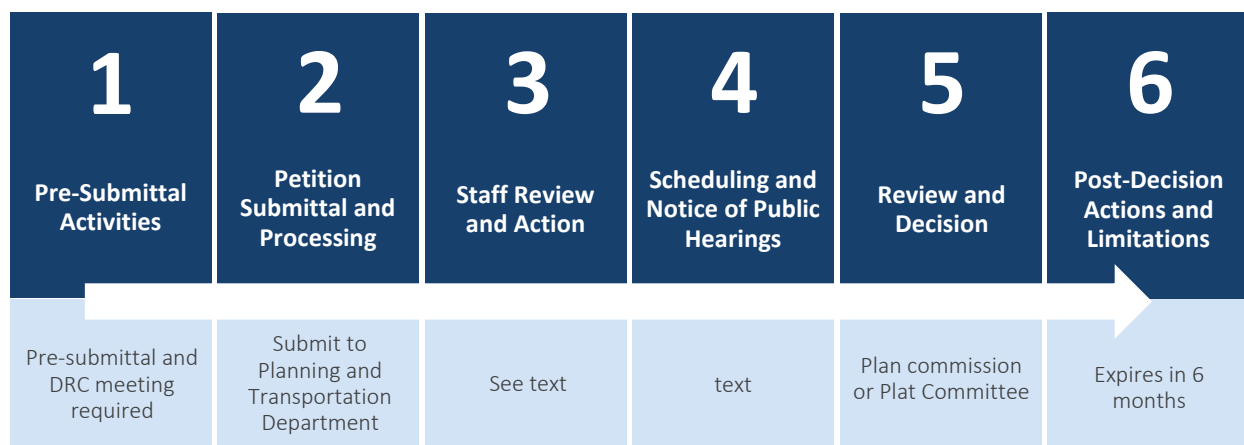 1
Pre-Submittal
Activities
Pre-submittal and
DRC meeting
required
2
Petition
Submittal and
Processing
Submit to
Planning and
Transportation
Department
3
Staff Review
and Action
See text
4
Scheduling and
Notice of Public
Hearings
text
5
Review and
Decision
Plan commission
or Plat Committee
6
Post-Decision
Actions and
Limitations
Expires in 6
months